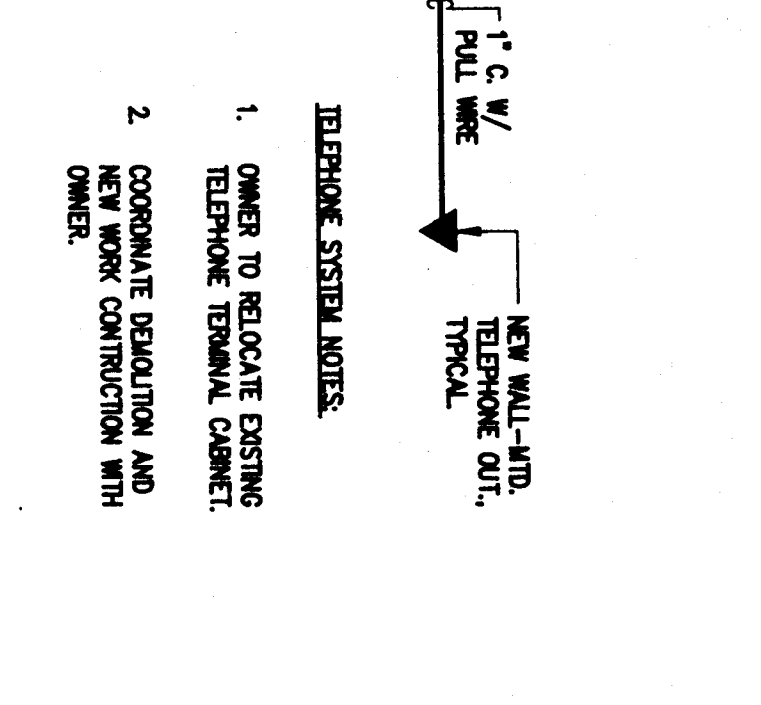 1" C. W/
PULL WIRE
NEW WALL-MTD.
TELEPHONE OUT.,
TYPICAL
TELEPHONE SYSTEM NOTES:
1. OWNER TO RELOCATE EXISTING
TELEPHONE TERMINAL CABINET.
2. COORDINATE DEMOLITION AND
NEW WORK CONTRUCTION WITH
OWNER.